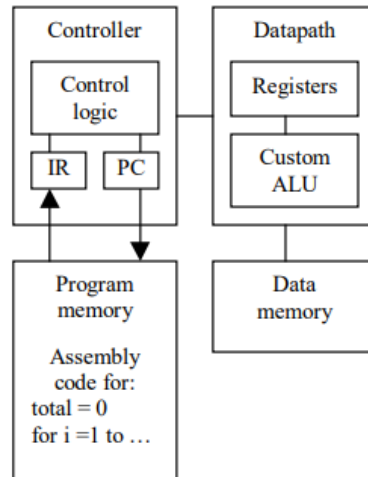 Controller
Control
logic
IR
PC
Datapath
Registers
Custom
ALU
Program
memory
Assembly
code for:
total = 0
for i =1 to …
Data
memory